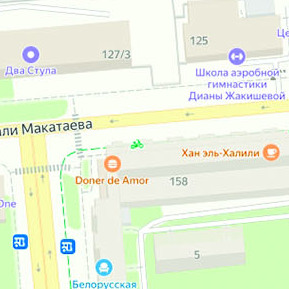 125
Це
127/3
Два Стула
Школа аэробной
гимнастики
Дианы Жакишевой
али Макатаева
Хан эль-Халили
Doner de Amor
158
One
5
Белорусская